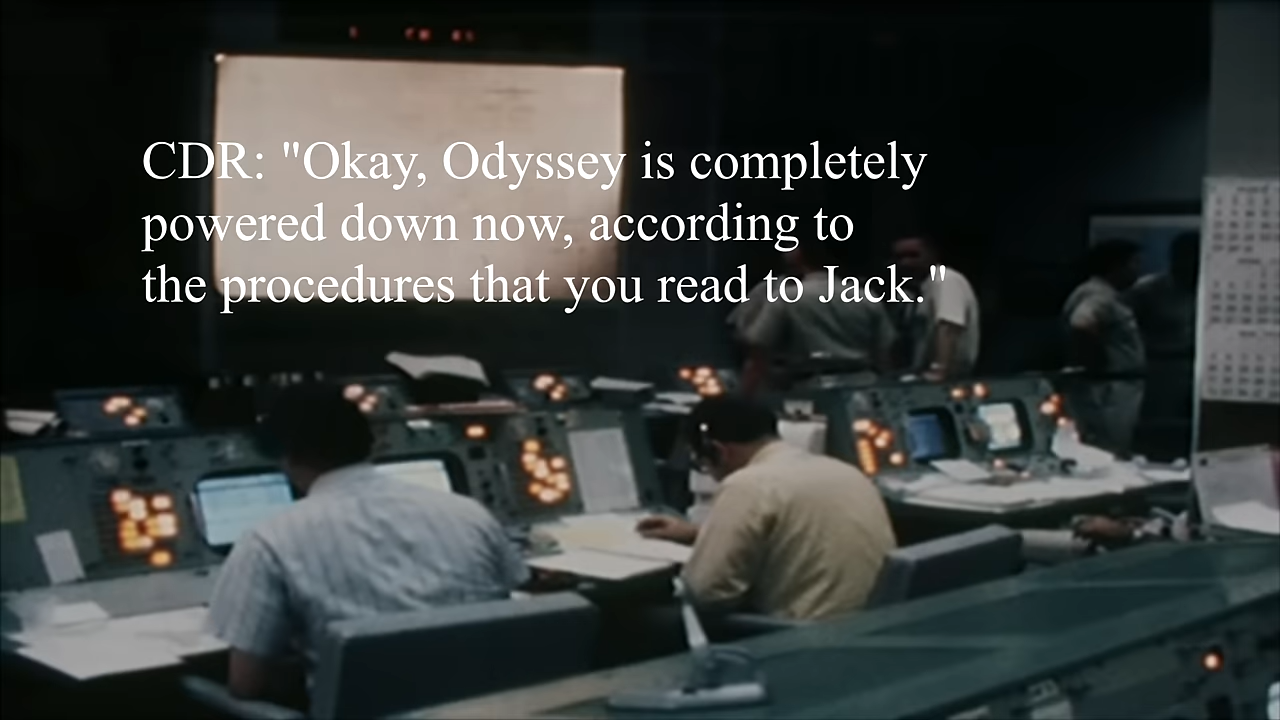 CDR: "Okay, Odyssey is completely
powered down now, according to
the procedures that you read to Jack."